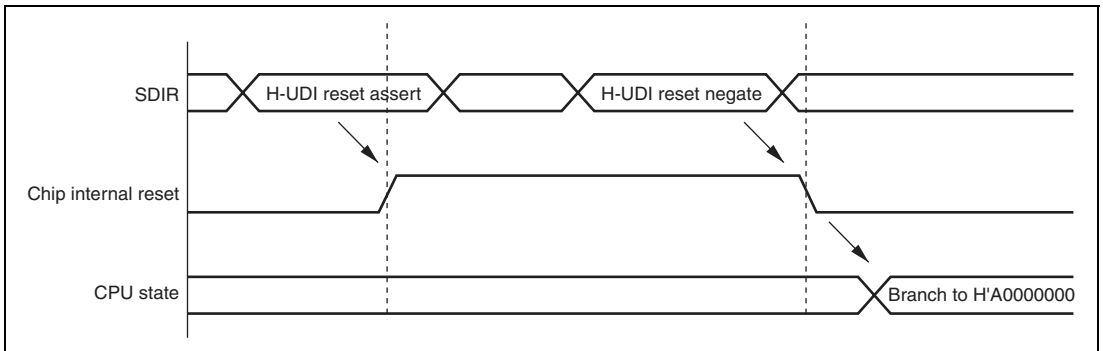 SDIR
H-UDI reset assert
H-UDI reset negate
Chip internal reset
CPU state
Branch to H'A0000000